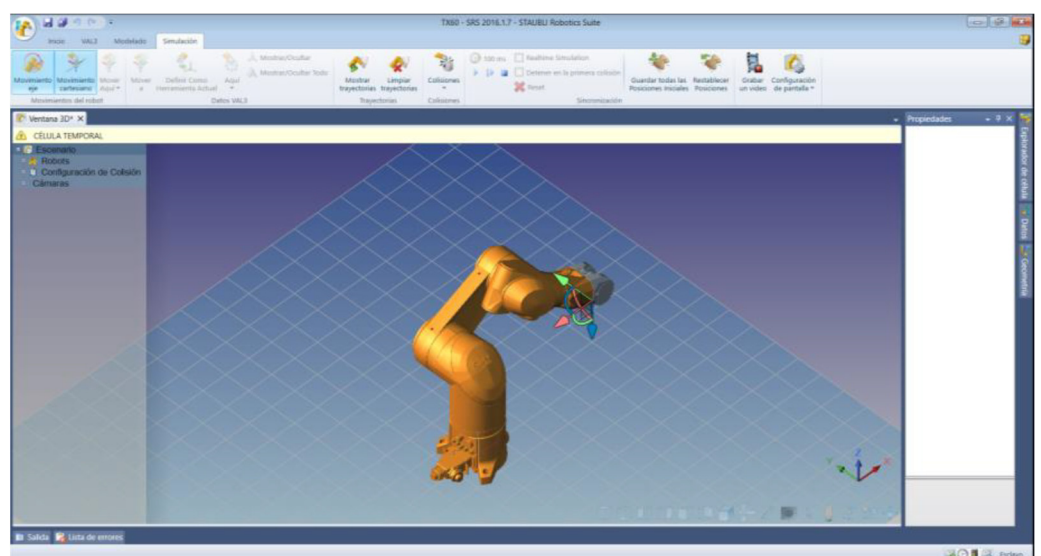 TX60 - SRS 2016.1.7 - STAUBLI Robotics Suite
Inicio VAL3 Modelado Simulación
Movimiento eje
Movimiento cartesiano
Mover Aquí
Mover a
Definir Como Herramienta Actual
Aquí
Mostrar/Ocultar
Mostrar/Ocultar Todo
Mostrar trayectorias
Limpiar trayectorias
Colisiones
100 ms
Realtime Simulation
Detener en la primera colisión
Reset
Guardar todas las Posiciones iniciales
Restablecer Posiciones
Grabar un video
Configuración de pantalla
Movimientos del robot
Datos VAL3
Trayectorias
Colisiones
Sincronización
Ventana 3D* X
Propiedades
CÉLULA TEMPORAL
Escenario
Robots
Configuración de Colisión
Cámaras
Explorador de célula
Datos
Geometría
Y Z X
Salida Lista de errores